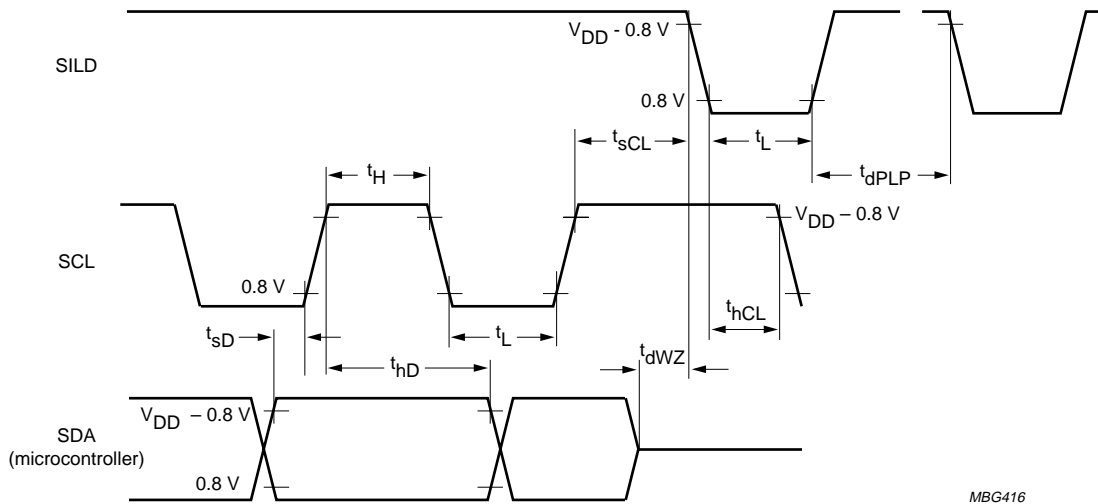 V_DD - 0.8 V
SILD
0.8 V
t_sCL
t_L
t_H
t_dPLP
V_DD – 0.8 V
SCL
0.8 V
t_hCL
t_sD
t_L
t_hD
t_dWZ
V_DD – 0.8 V
SDA
(microcontroller)
0.8 V
MBG416